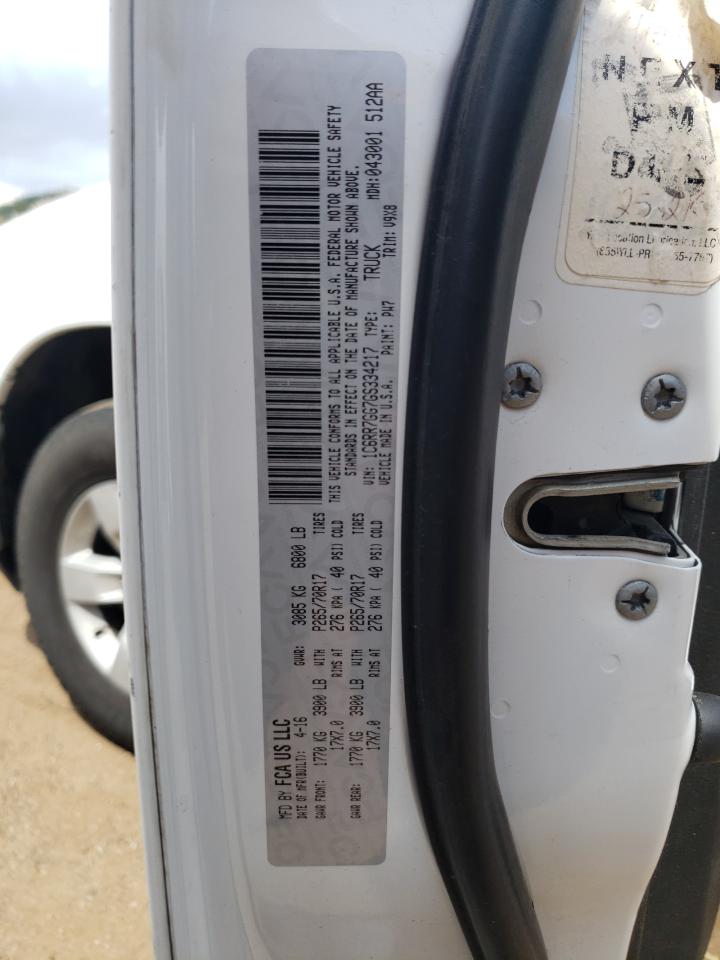 MFD BY FCA US LLC
DATE OF MFR(BUILT): 4-16 GVWR: 3085 KG 6800 LB
GAWR FRONT: 1770 KG 3900 LB WITH P265/70R17 TIRES
17X7.0 RIMS AT 276 KPA ( 40 PSI) COLD
GAWR REAR: 1770 KG 3900 LB WITH P265/70R17 TIRES
17X7.0 RIMS AT 276 KPA ( 40 PSI) COLD
THIS VEHICLE CONFORMS TO ALL APPLICABLE U.S.A. FEDERAL MOTOR VEHICLE SAFETY
STANDARDS IN EFFECT ON THE DATE OF MANUFACTURE SHOWN ABOVE.
VIN: 1C6RR7GG7GS334217 TYPE: TRUCK MDH:043001 512AA
VEHICLE MADE IN U.S.A. PAINT: PW7 TRIM: V9X8
LLC